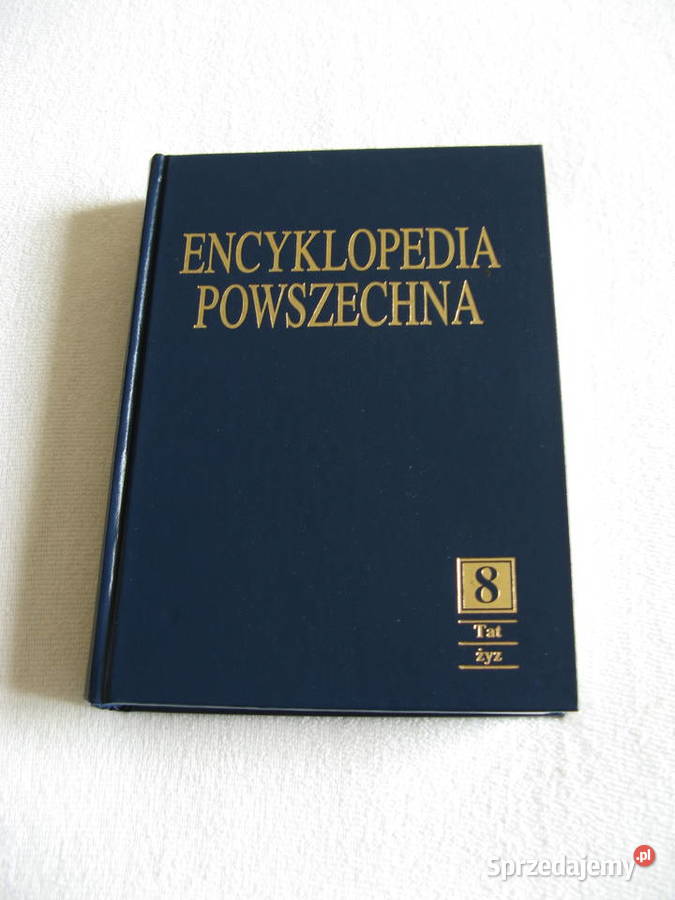 ENCYKLOPEDIA
POWSZECHNA
8
Tat
żyz
Sprzedajemy.pl